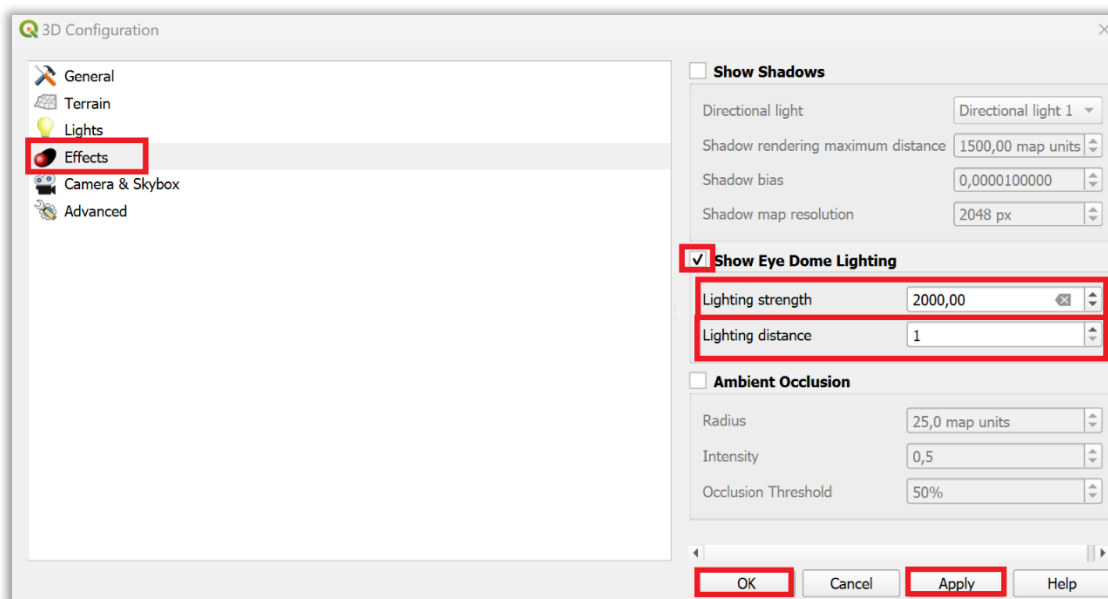 3D Configuration
General
Terrain
Lights
Effects
Camera & Skybox
Advanced
Show Shadows
Directional light Directional light 1
Shadow rendering maximum distance 1500,00 map units
Shadow bias 0,0000100000
Shadow map resolution 2048 px
Show Eye Dome Lighting
Lighting strength 2000,00
Lighting distance 1
Ambient Occlusion
Radius 25,0 map units
Intensity 0,5
Occlusion Threshold 50%
OK Cancel Apply Help